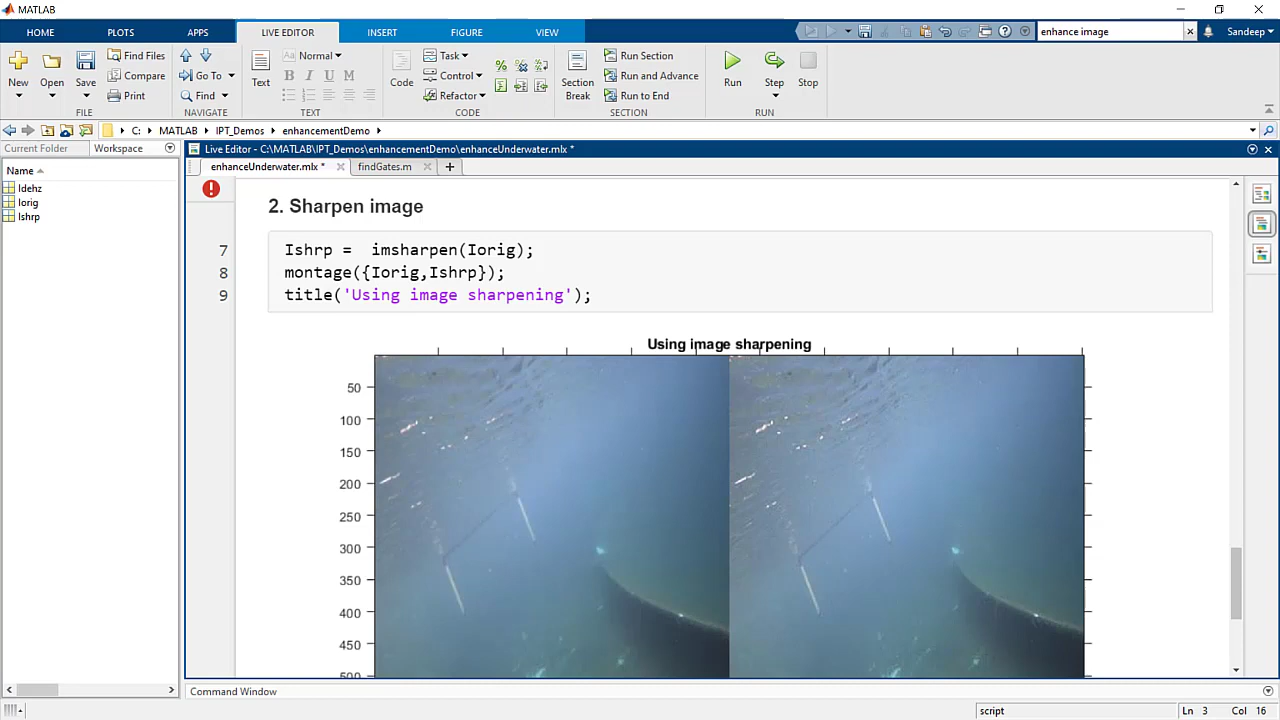 MATLAB
HOME PLOTS APPS LIVE EDITOR INSERT FIGURE VIEW enhance image Sandeep
New Open Save Find Files Compare Print
Go To Find
Text Normal B I U M
Code Task Control Refactor
Section Break Run Section Run and Advance Run to End
Run Step Stop
FILE NAVIGATE TEXT CODE SECTION RUN
C: MATLAB IPT_Demos enhancementDemo
Current Folder Workspace
Live Editor - C:\MATLAB\IPT_Demos\enhancementDemo\enhanceUnderwater.mlx *
enhanceUnderwater.mlx * findGates.m +
Name
Idehz
Iorig
Ishrp
2. Sharpen image
7 Ishrp =  imsharpen(Iorig);
8 montage({Iorig,Ishrp});
9 title('Using image sharpening');
Using image sharpening
50
100
150
200
250
300
350
400
450
500
Command Window
script Ln 3 Col 16